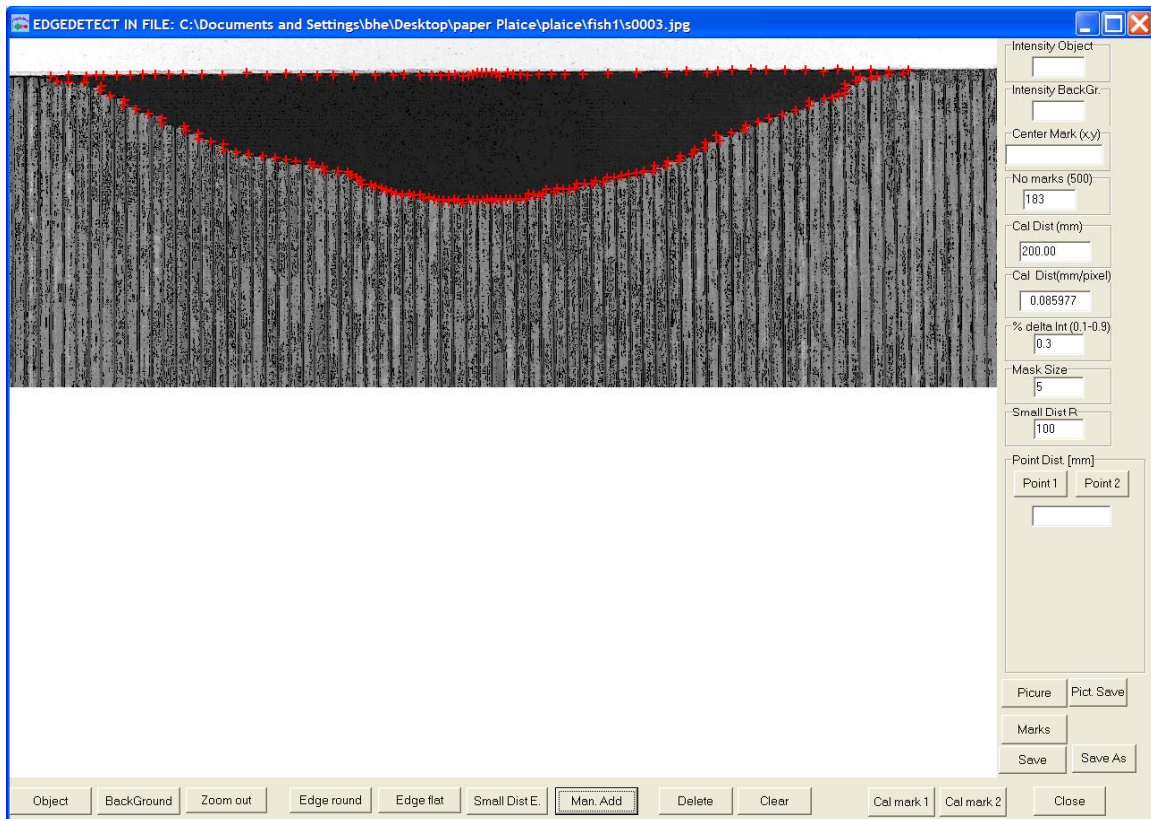 EDGEDETECT IN FILE: C:\Documents and Settings\bhe\Desktop\paper Plaice\plaice\fish1\s0003.jpg
Intensity Object
Intensity BackGr.
Center Mark (x,y)
No marks (500)
183
Cal Dist (mm)
200.00
Cal Dist(mm/pixel)
0.085977
% delta Int (0.1-0.9)
0.3
Mask Size
5
Small Dist P.
100
Point Dist. [mm]
Point 1 Point 2
Picure Pict. Save
Marks
Save Save As
Object BackGround Zoom out Edge round Edge flat Small Dist E. Man. Add Delete Clear Cal mark 1 Cal mark 2 Close